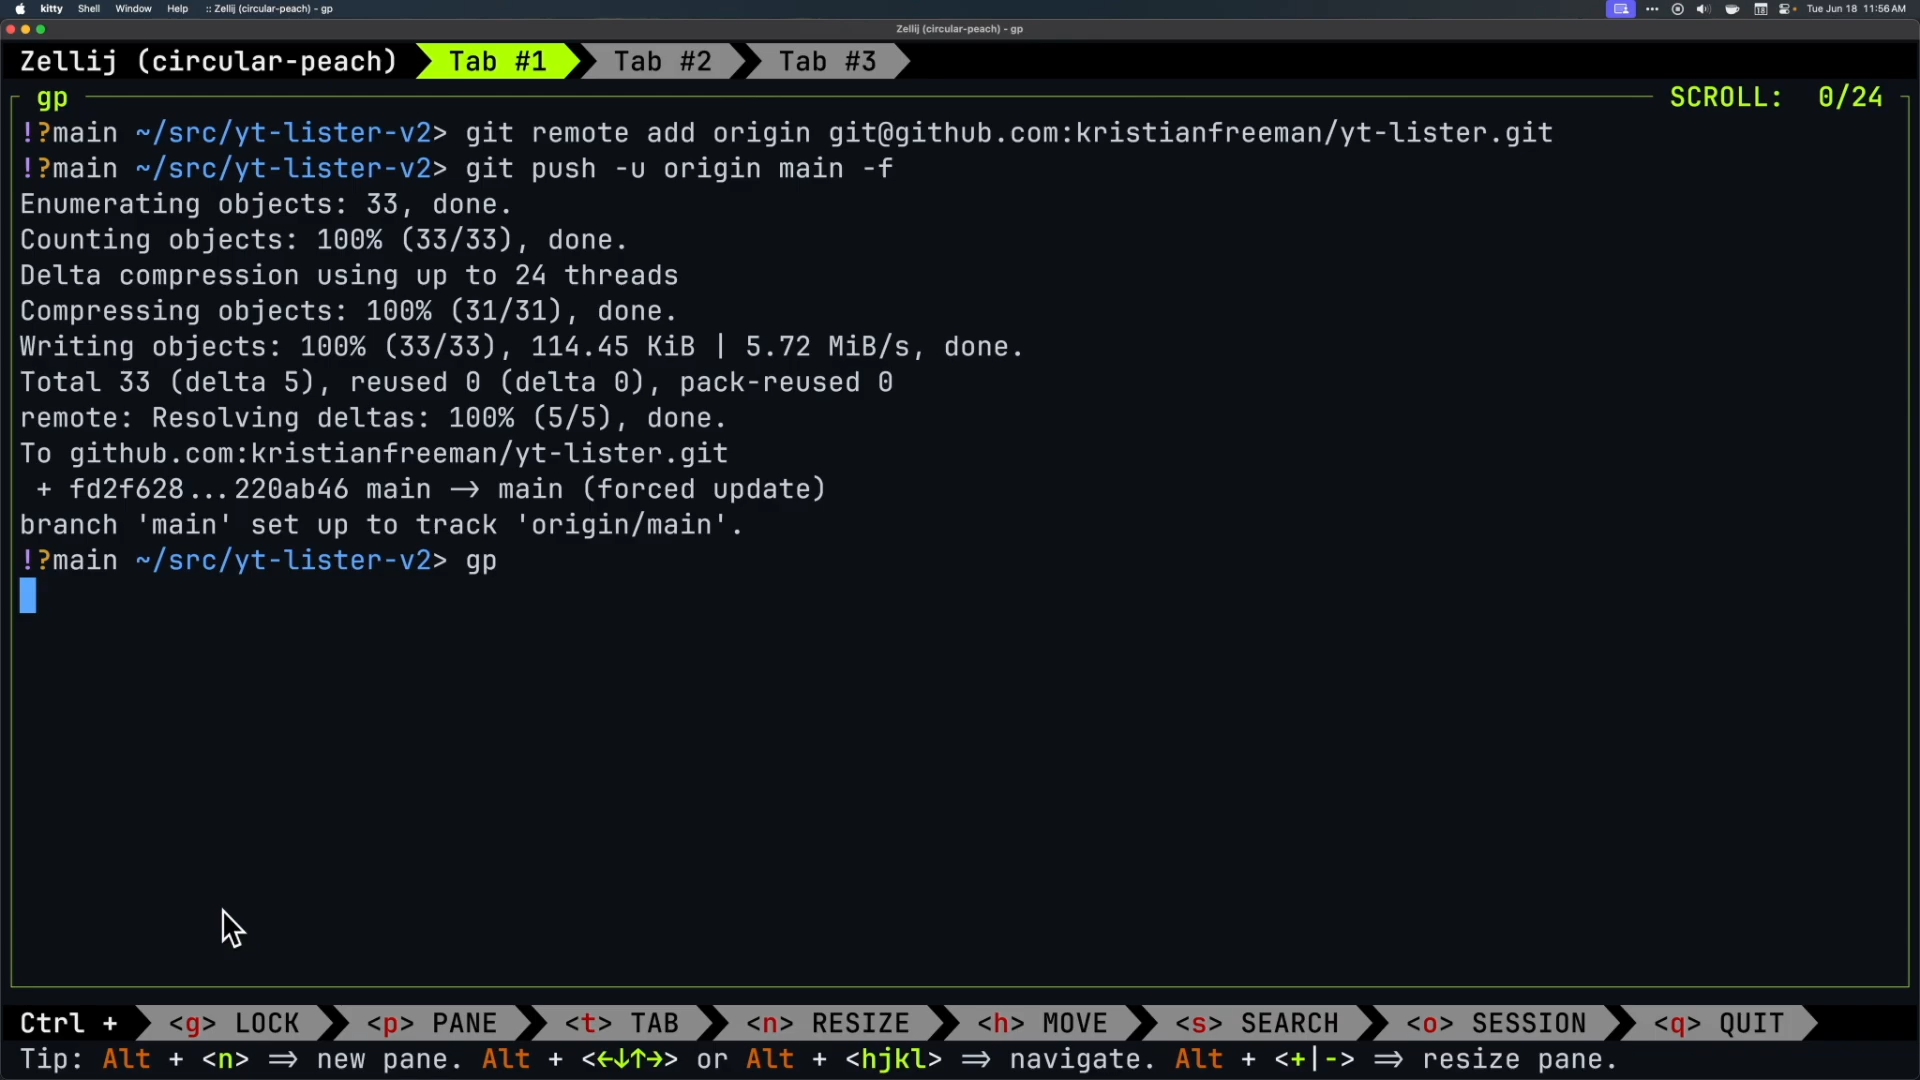 kitty Shell Window Help :: Zellij (circular-peach) - gp
18 Tue Jun 18 11:56 AM
Zellij (circular-peach) - gp
Zellij (circular-peach) Tab #1 Tab #2 Tab #3
gp SCROLL: 0/24
!?main ~/src/yt-lister-v2> git remote add origin git@github.com:kristianfreeman/yt-lister.git
!?main ~/src/yt-lister-v2> git push -u origin main -f
Enumerating objects: 33, done.
Counting objects: 100% (33/33), done.
Delta compression using up to 24 threads
Compressing objects: 100% (31/31), done.
Writing objects: 100% (33/33), 114.45 KiB | 5.72 MiB/s, done.
Total 33 (delta 5), reused 0 (delta 0), pack-reused 0
remote: Resolving deltas: 100% (5/5), done.
To github.com:kristianfreeman/yt-lister.git
+ fd2f628...220ab46 main -> main (forced update)
branch 'main' set up to track 'origin/main'.
!?main ~/src/yt-lister-v2> gp
Ctrl + <g> LOCK <p> PANE <t> TAB <n> RESIZE <h> MOVE <s> SEARCH <o> SESSION <q> QUIT
Tip: Alt + <n> => new pane. Alt + <←↓↑→> or Alt + <hjkl> => navigate. Alt + <+|-> => resize pane.